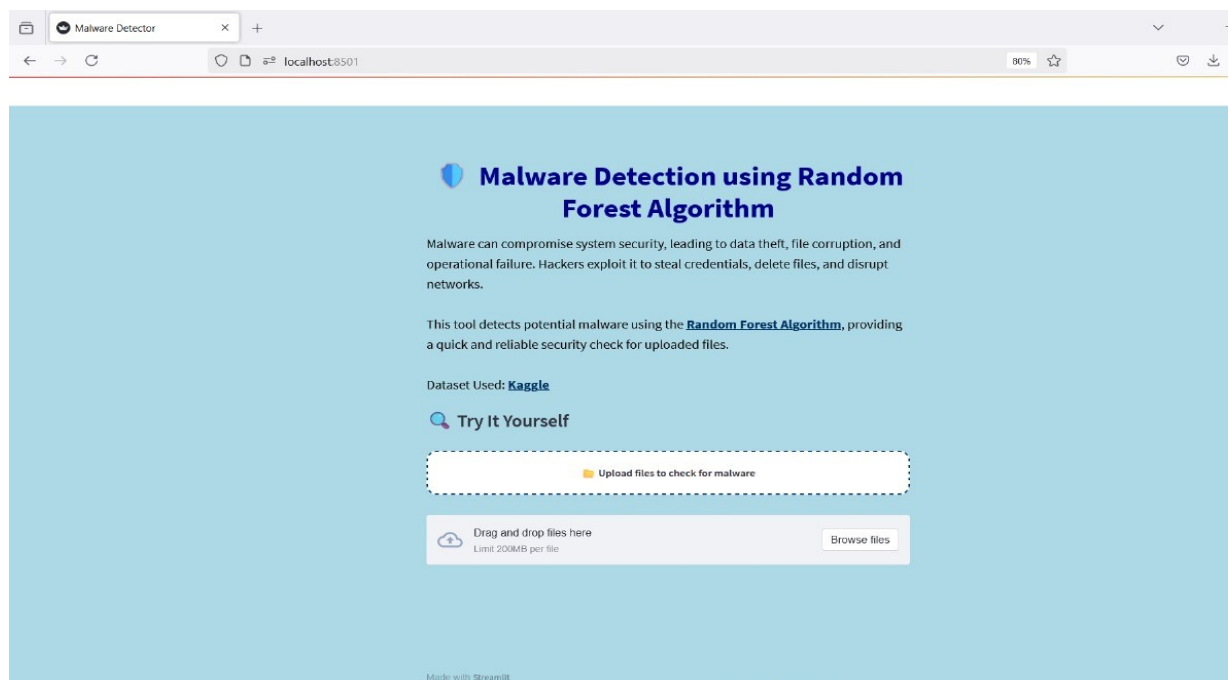 Malware Detector
localhost:8501
80%
Malware Detection using Random
Forest Algorithm
Malware can compromise system security, leading to data theft, file corruption, and
operational failure. Hackers exploit it to steal credentials, delete files, and disrupt
networks.
This tool detects potential malware using the Random Forest Algorithm, providing
a quick and reliable security check for uploaded files.
Dataset Used: Kaggle
Try It Yourself
Upload files to check for malware
Drag and drop files here
Limit 200MB per file
Browse files
Made with Streamlit